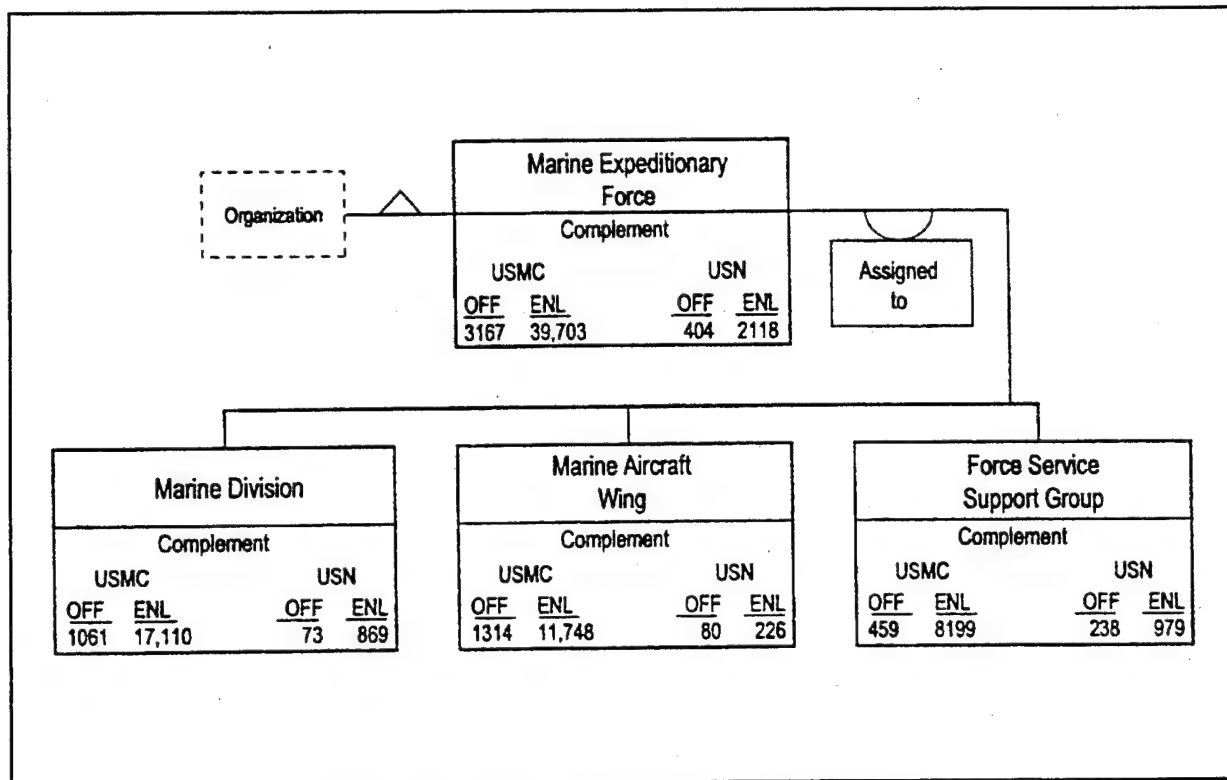 Marine Expeditionary
Force
Organization
Complement
USMC USN
OFF ENL OFF ENL
3167 39,703 404 2118
Assigned
to
Marine Division
Complement
USMC USN
OFF ENL OFF ENL
1061 17,110 73 869
Marine Aircraft
Wing
Complement
USMC USN
OFF ENL OFF ENL
1314 11,748 80 226
Force Service
Support Group
Complement
USMC USN
OFF ENL OFF ENL
459 8199 238 979